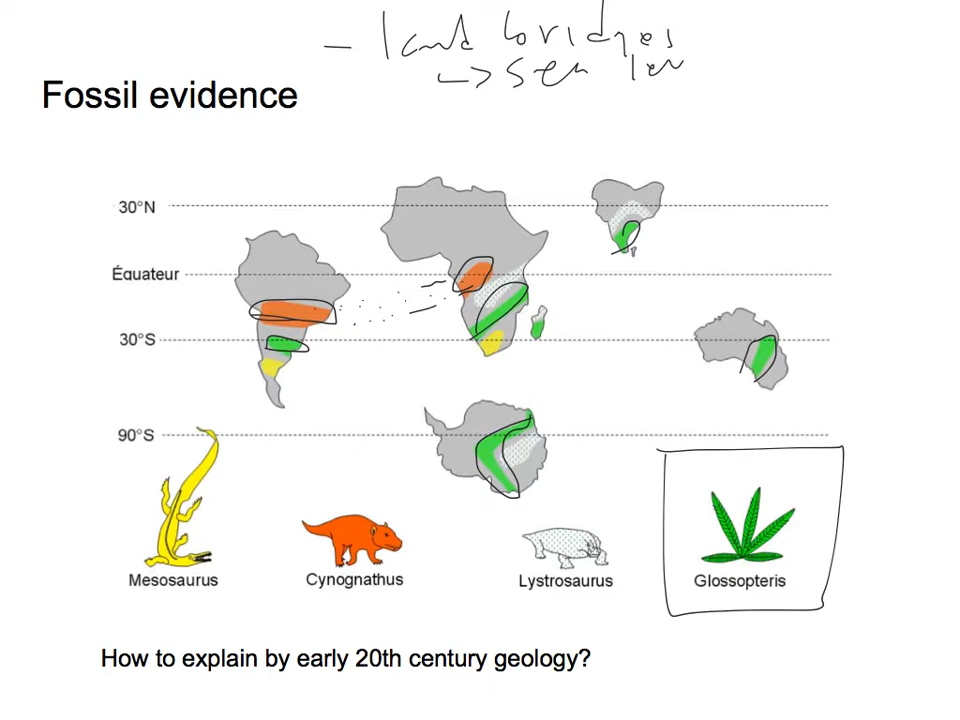 - land bridges
-> sea lev
Fossil evidence
30°N
Équateur
30°S
90°S
Mesosaurus
Cynognathus
Lystrosaurus
Glossopteris
How to explain by early 20th century geology?